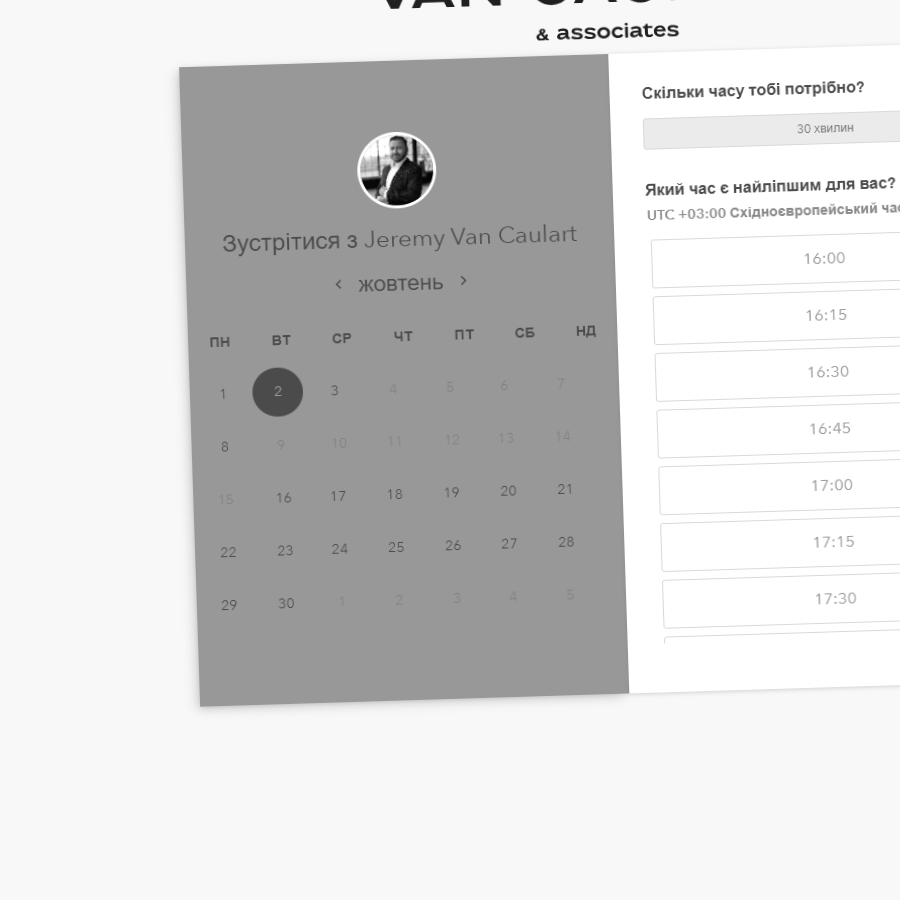 & associates
Зустрітися з Jeremy Van Caulart
‹ жовтень ›
ПН ВТ СР ЧТ ПТ СБ НД
1 2 3 4 5 6 7
8 9 10 11 12 13 14
15 16 17 18 19 20 21
22 23 24 25 26 27 28
29 30 1 2 3 4 5
Скільки часу тобі потрібно?
30 хвилин
Який час є найліпшим для вас?
UTC +03:00 Східноєвропейський
16:00
16:15
16:30
16:45
17:00
17:15
17:30